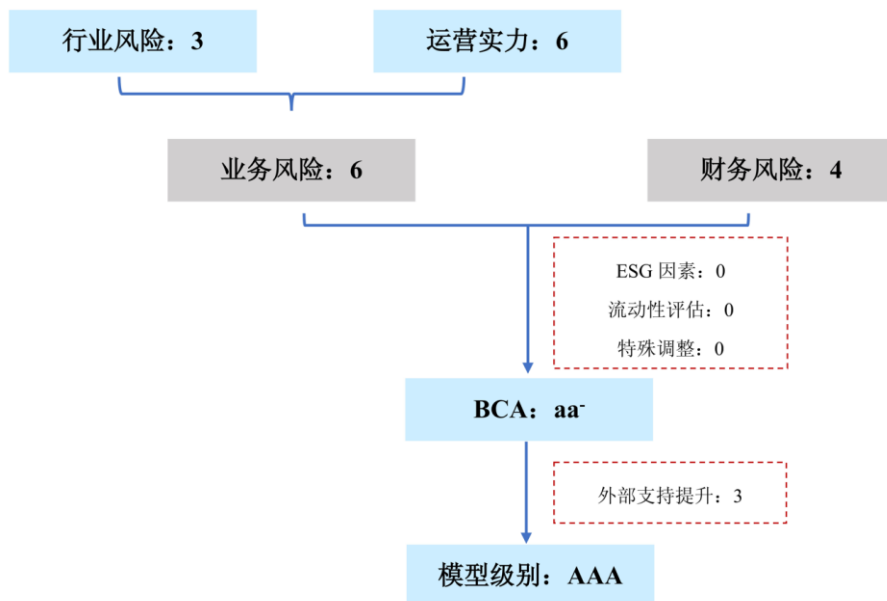 行业风险：3
运营实力：6
业务风险：6
财务风险：4
ESG 因素：0
流动性评估：0
特殊调整：0
BCA：aa-
外部支持提升：3
模型级别：AAA